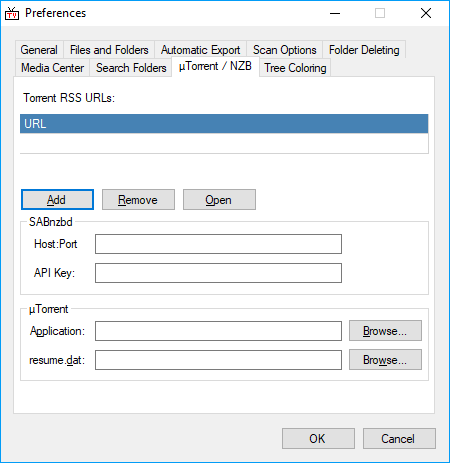 TV Preferences
General Files and Folders Automatic Export Scan Options Folder Deleting
Media Center Search Folders µTorrent / NZB Tree Coloring
Torrent RSS URLs:
URL
Add Remove Open
SABnzbd
Host:Port
API Key:
µTorrent
Application: Browse...
resume.dat: Browse...
OK Cancel